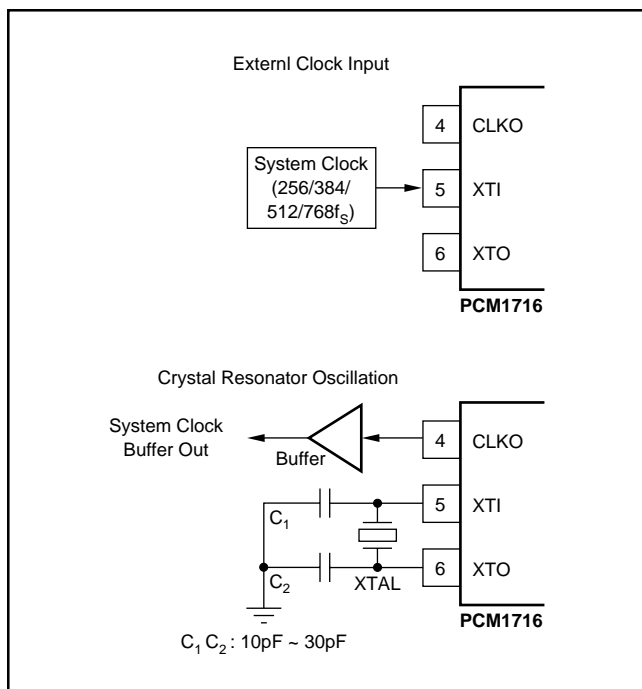 Externl Clock Input
4 CLKO
System Clock
(256/384/
512/768fS)
5 XTI
6 XTO
PCM1716
Crystal Resonator Oscillation
System Clock
Buffer Out
Buffer
4 CLKO
C1
5 XTI
C2
XTAL
6 XTO
PCM1716
C1 C2 : 10pF ~ 30pF